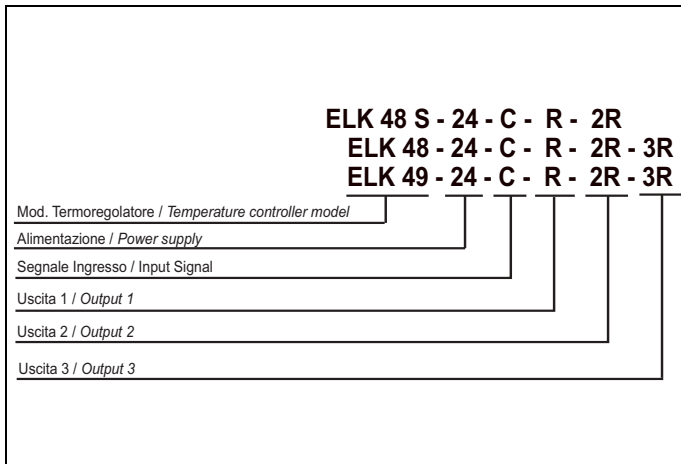 ELK 48 S - 24 - C - R - 2R
ELK 48 - 24 - C - R - 2R - 3R
ELK 49 - 24 - C - R - 2R - 3R
Mod. Termoregolatore / Temperature controller model
Alimentazione / Power supply
Segnale Ingresso / Input Signal
Uscita 1 / Output 1
Uscita 2 / Output 2
Uscita 3 / Output 3